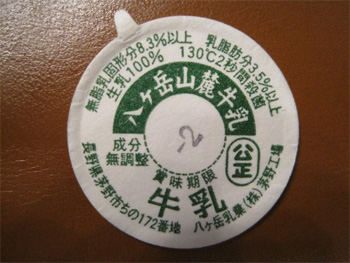 無脂乳固形分8.3%以上 乳脂肪分3.5%以上
生乳100% 130℃2秒間殺菌
八ヶ岳山麓牛乳
成分
無調整
公正
賞味期限
牛乳
長野県茅野市ちの172番地 八ヶ岳乳業(株)茅野工場